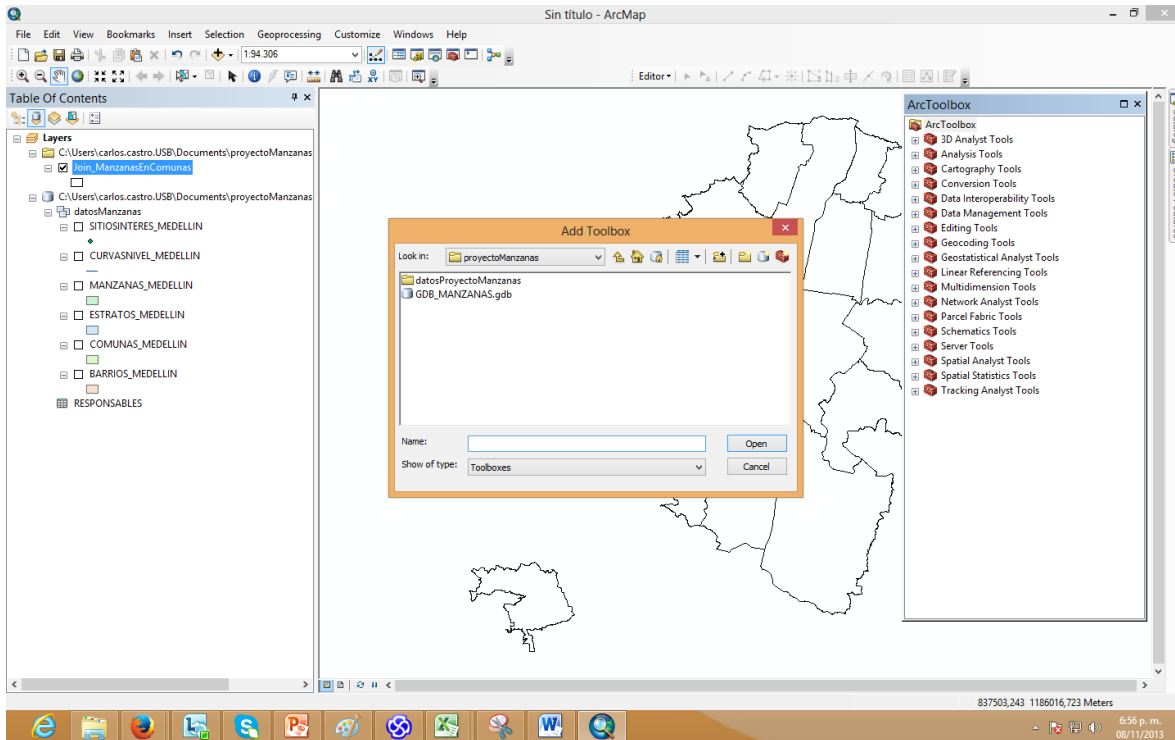 Sin título - ArcMap
File Edit View Bookmarks Insert Selection Geoprocessing Customize Windows Help
1:94.306
Editor
Table Of Contents
Layers
C:\Users\carlos.castro.USB\Documents\proyectoManzanas
Join_ManzanasEnComunas
C:\Users\carlos.castro.USB\Documents\proyectoManzanas
datosManzanas
SITIOSINTERES_MEDELLIN
CURVASNIVEL_MEDELLIN
MANZANAS_MEDELLIN
ESTRATOS_MEDELLIN
COMUNAS_MEDELLIN
BARRIOS_MEDELLIN
RESPONSABLES
Add Toolbox
Look in: proyectoManzanas
datosProyectoManzanas
GDB_MANZANAS.gdb
Name:
Open
Show of type: Toolboxes
Cancel
ArcToolbox
ArcToolbox
3D Analyst Tools
Analysis Tools
Cartography Tools
Conversion Tools
Data Interoperability Tools
Data Management Tools
Editing Tools
Geocoding Tools
Geostatistical Analyst Tools
Linear Referencing Tools
Multidimension Tools
Network Analyst Tools
Parcel Fabric Tools
Schematics Tools
Server Tools
Spatial Analyst Tools
Spatial Statistics Tools
Tracking Analyst Tools
837503,243 1186016,723 Meters
6:56 p. m.
08/11/2013